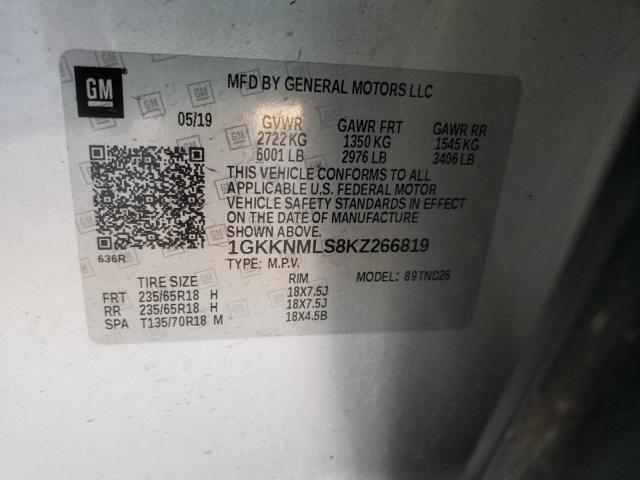 GM
MFD BY GENERAL MOTORS LLC
05/19
GVWR GAWR FRT GAWR RR
2722 KG 1350 KG 1545 KG
6001 LB 2976 LB 3406 LB
THIS VEHICLE CONFORMS TO ALL
APPLICABLE U.S. FEDERAL MOTOR
VEHICLE SAFETY STANDARDS IN EFFECT
ON THE DATE OF MANUFACTURE
SHOWN ABOVE.
1GKKNMLS8KZ266819
636R
TYPE: M.P.V. MODEL: 89TND26
TIRE SIZE RIM
FRT 235/65R18 H 18X7.5J
RR 235/65R18 H 18X7.5J
SPA T135/70R18 M 18X4.5B